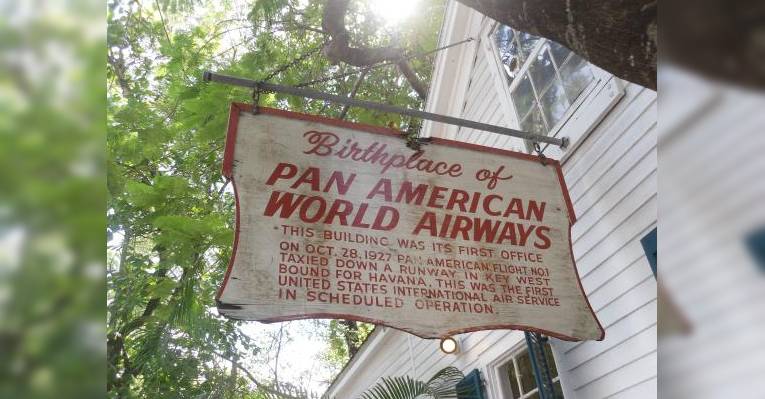 Birthplace of
PAN AMERICAN
WORLD AIRWAYS
THIS BUILDING WAS ITS FIRST OFFICE
ON OCT. 28, 1927 PAN AMERICAN FLIGHT NO.1
TAXIED DOWN A RUNWAY IN KEY WEST
BOUND FOR HAVANA. THIS WAS THE FIRST
UNITED STATES INTERNATIONAL AIR SERVICE
IN SCHEDULED OPERATION.